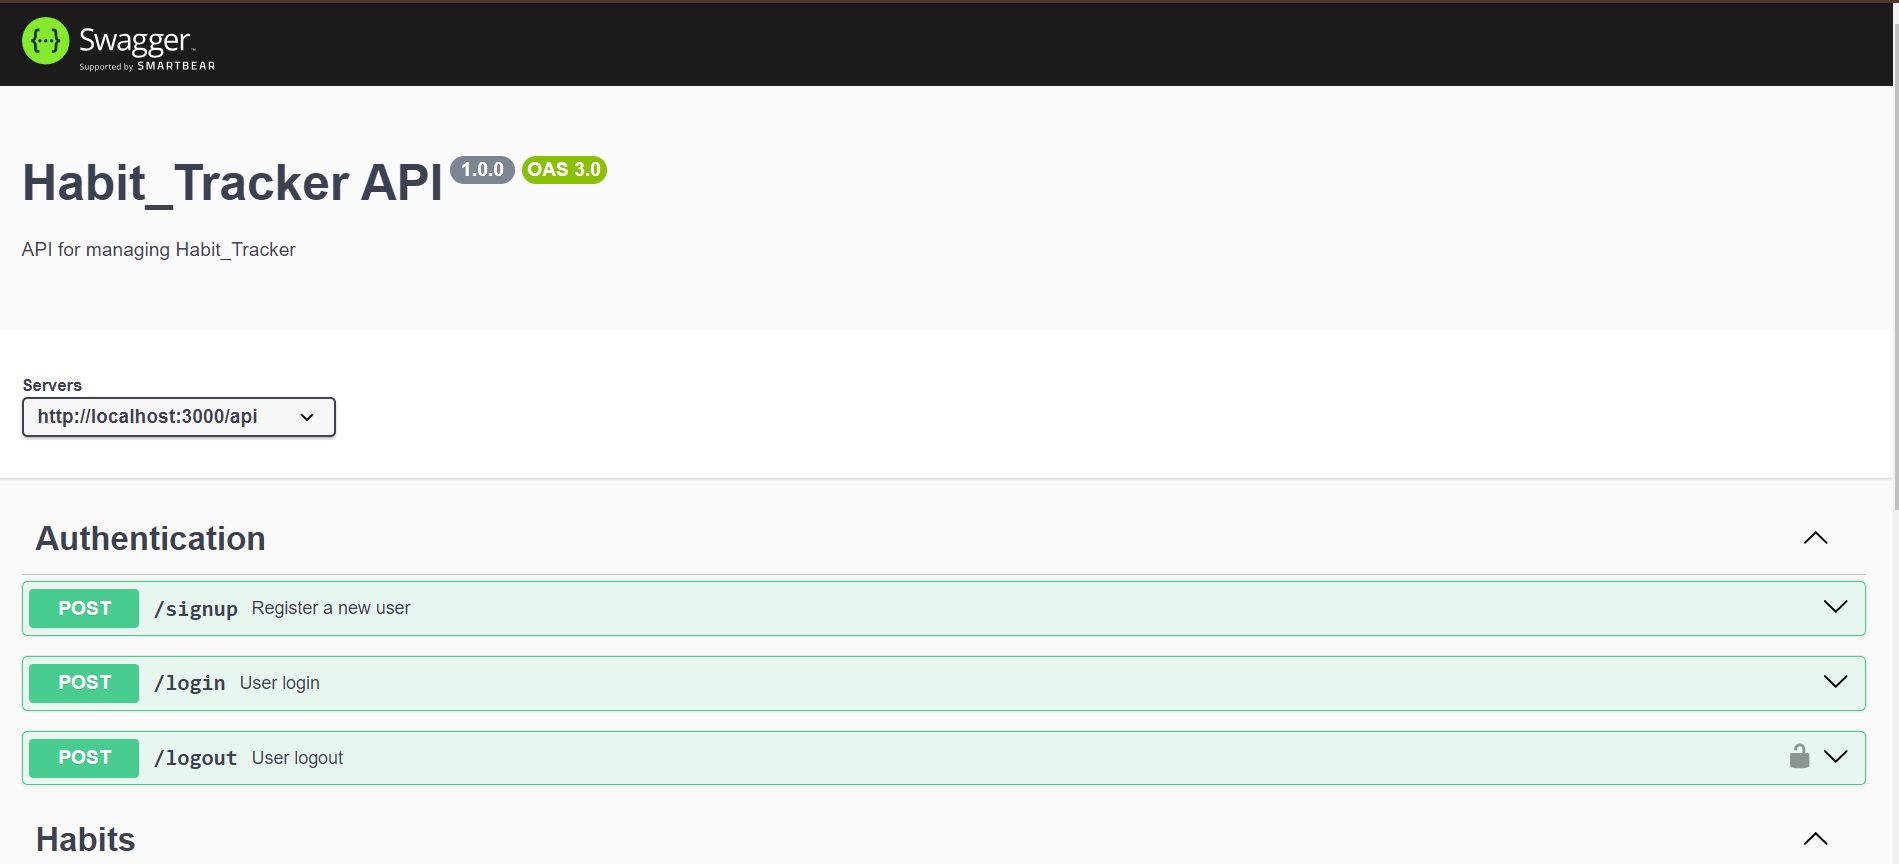 Swagger
Supported by SMARTBEAR
Habit_Tracker API 1.0.0 OAS 3.0
API for managing Habit_Tracker
Servers
http://localhost:3000/api
Authentication
POST /signup Register a new user
POST /login User login
POST /logout User logout
Habits